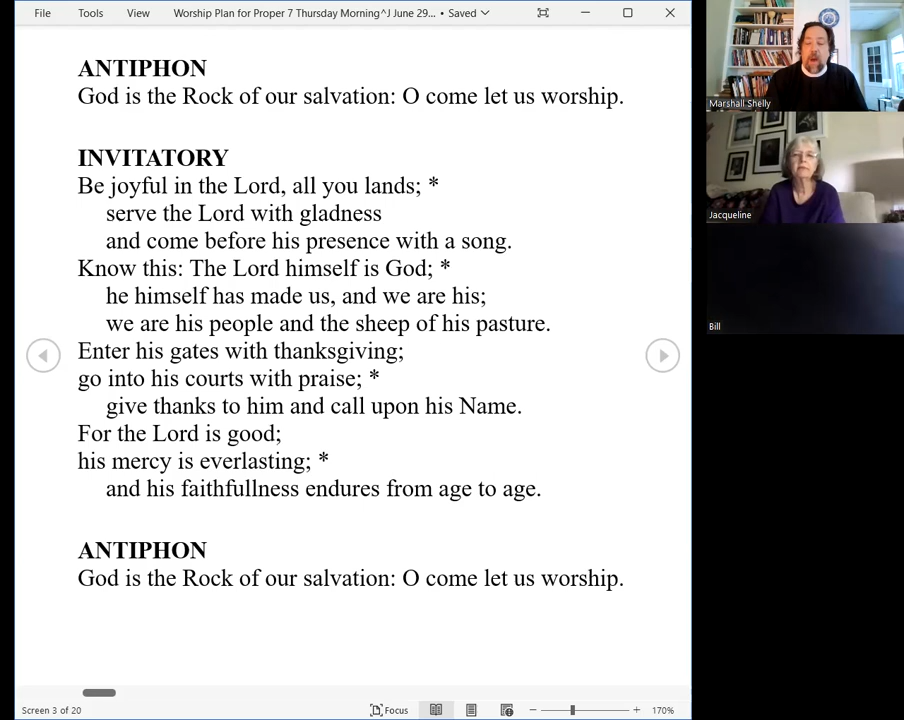 File Tools View Worship Plan for Proper 7 Thursday Morning^J June 29... • Saved
ANTIPHON
God is the Rock of our salvation: O come let us worship.
INVITATORY
Be joyful in the Lord, all you lands; *
serve the Lord with gladness
and come before his presence with a song.
Know this: The Lord himself is God; *
he himself has made us, and we are his;
we are his people and the sheep of his pasture.
Enter his gates with thanksgiving;
go into his courts with praise; *
give thanks to him and call upon his Name.
For the Lord is good;
his mercy is everlasting; *
and his faithfullness endures from age to age.
ANTIPHON
God is the Rock of our salvation: O come let us worship.
Screen 3 of 20 Focus 170%
Marshall Shelly
Jacqueline
Bill